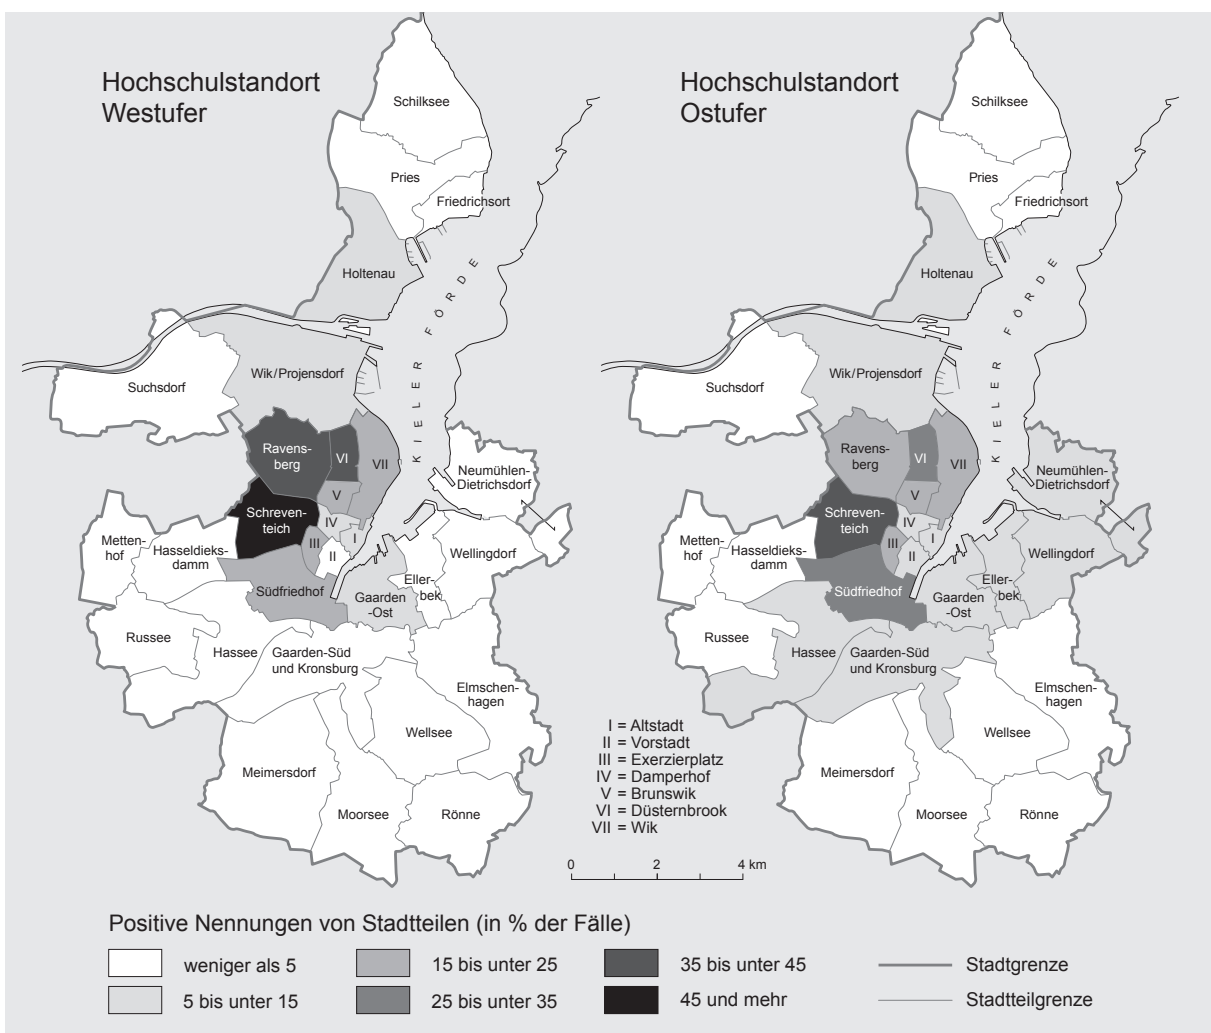 Hochschulstandort
Westufer
Schilksee
Pries
Friedrichsort
Holtenau
KIELER FÖRDE
Wik/Projensdorf
Suchsdorf
Ravens-
berg
VI
VII
V
Neumühlen-
Dietrichsdorf
Schreven-
teich
IV
III
I
II
Metten-
hof
Hasseldieks-
damm
Wellingdorf
Eller-
bek
Südfriedhof
Gaarden
-Ost
Russee
Hassee
Gaarden-Süd
und Kronsburg
Elmschen-
hagen
Wellsee
Meimersdorf
Moorsee
Rönne
Hochschulstandort
Ostufer
Schilksee
Pries
Friedrichsort
Holtenau
KIELER FÖRDE
Wik/Projensdorf
Suchsdorf
Ravens-
berg
VI
VII
V
Neumühlen-
Dietrichsdorf
Schreven-
teich
IV
III
I
II
Metten-
hof
Hasseldieks-
damm
Wellingdorf
Eller-
bek
Südfriedhof
Gaarden
-Ost
Russee
Hassee
Gaarden-Süd
und Kronsburg
Elmschen-
hagen
Wellsee
Meimersdorf
Moorsee
Rönne
I = Altstadt
II = Vorstadt
III = Exerzierplatz
IV = Damperhof
V = Brunswik
VI = Düsternbrook
VII = Wik
0 2 4 km
Positive Nennungen von Stadtteilen (in % der Fälle)
weniger als 5
15 bis unter 25
35 bis unter 45
Stadtgrenze
5 bis unter 15
25 bis unter 35
45 und mehr
Stadtteilgrenze